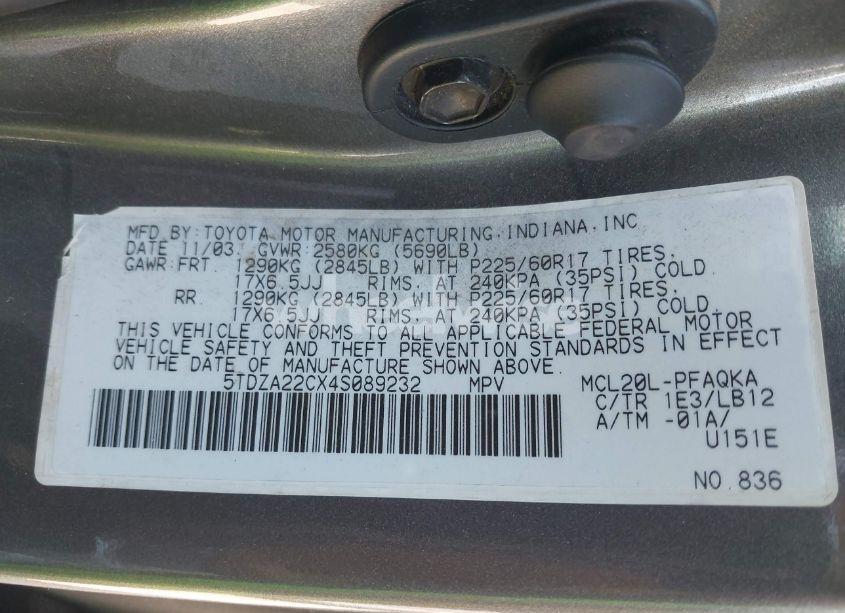 MFD.BY:TOYOTA MOTOR MANUFACTURING,INDIANA,INC
DATE 11/03. GVWR:2580KG (5690LB)
GAWR:FRT. 1290KG (2845LB) WITH P225/60R17 TIRES,
17X6.5JJ RIMS, AT 240KPA (35PSI) COLD
RR. 1290KG (2845LB) WITH P225/60R17 TIRES,
17X6.5JJ RIMS, AT 240KPA (35PSI) COLD
THIS VEHICLE CONFORMS TO ALL APPLICABLE FEDERAL MOTOR
VEHICLE SAFETY AND THEFT PREVENTION STANDARDS IN EFFECT
ON THE DATE OF MANUFACTURE SHOWN ABOVE.
5TDZA22CX4S089232 MPV MCL20L-PFAQKA
C/TR 1E3/LB12
A/TM -01A/
U151E
NO.836